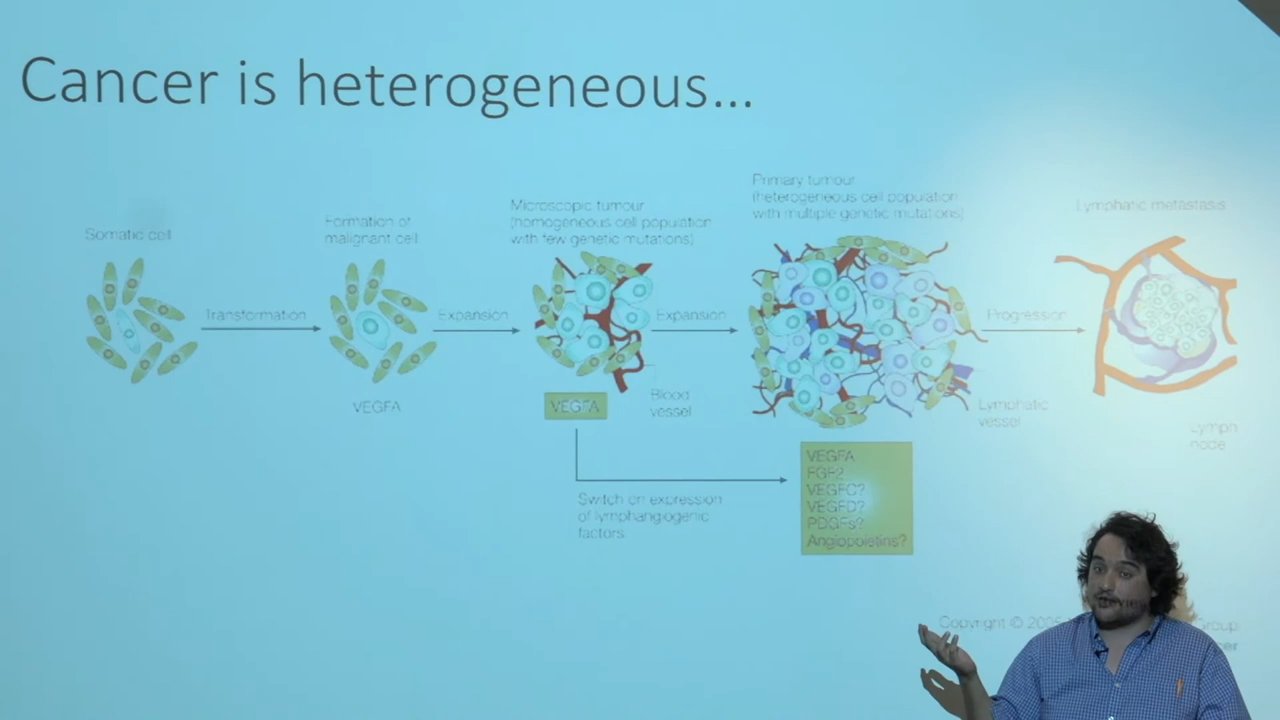 Cancer is heterogeneous...
Somatic cell
Transformation
Formation of
malignant cell
VEGFA
Expansion
Microscopic tumour
(homogeneous cell population
with few genetic mutations)
VEGFA
Blood
vessel
Expansion
Switch on expression
of lymphangiogenic
factors
Primary tumour
(heterogeneous cell population
with multiple genetic mutations)
Lymphatic
vessel
VEGFA
FGF2
VEGFC?
VEGFD?
PDGFs?
Angiopoietins?
Progression
Lymphatic metastasis
Lymph
node
Copyright ©
Group